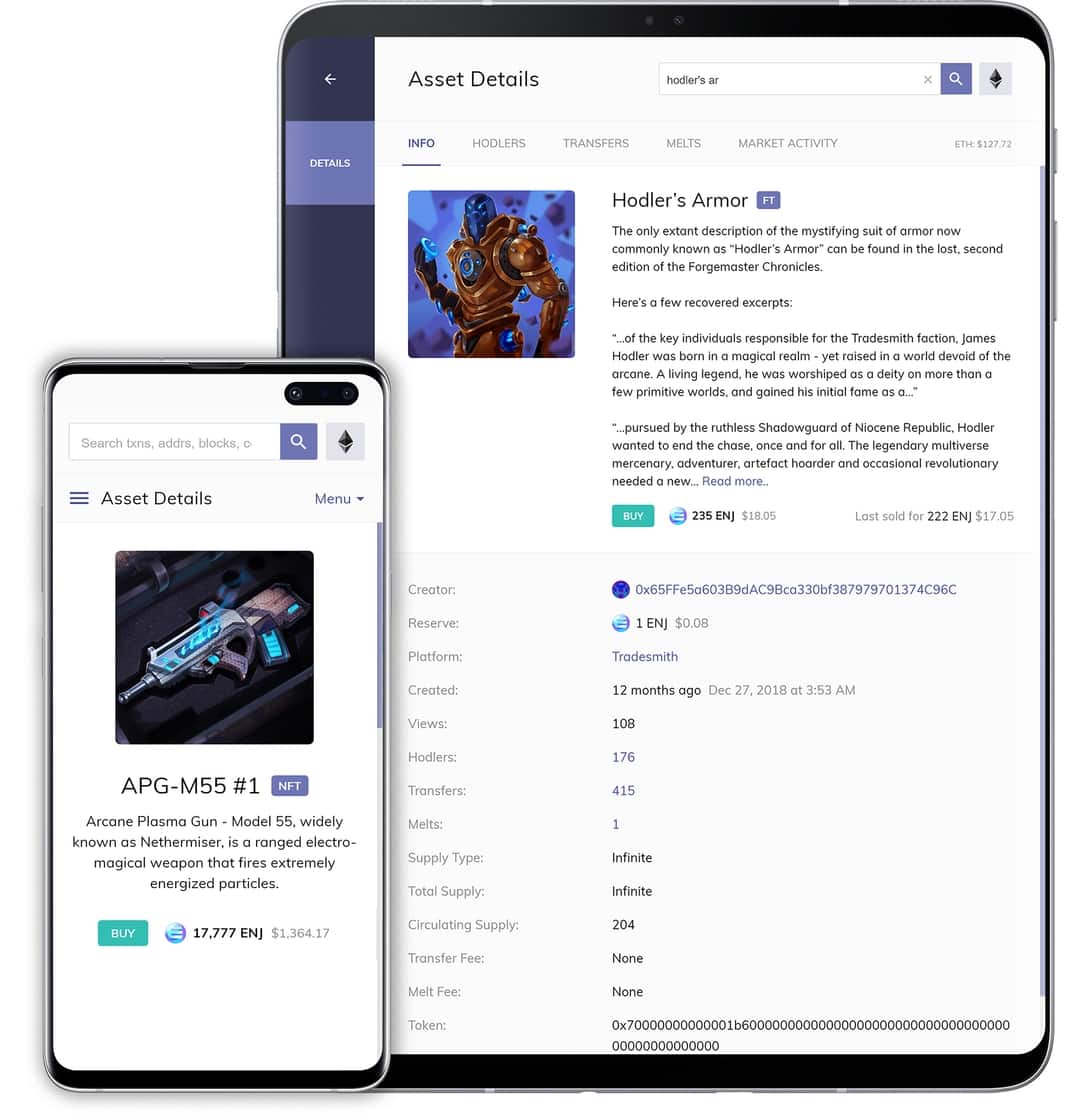 Asset Details
hodler's ar
DETAILS
INFO
HODLERS
TRANSFERS
MELTS
MARKET ACTIVITY
ETH: $127.72
Hodler's Armor FT
The only extant description of the mystifying suit of armor now
commonly known as “Hodler's Armor” can be found in the lost, second
edition of the Forgemaster Chronicles.
Here's a few recovered excerpts:
“...of the key individuals responsible for the Tradesmith faction, James
Hodler was born in a magical realm - yet raised in a world devoid of the
arcane. A living legend, he was worshiped as a deity on more than a
few primitive worlds, and gained his initial fame as a...”
“...pursued by the ruthless Shadowguard of Niocene Republic, Hodler
wanted to end the chase, once and for all. The legendary multiverse
mercenary, adventurer, artefact hoarder and occasional revolutionary
needed a new... Read more..
BUY 235 ENJ $18.05 Last sold for 222 ENJ $17.05
Creator: 0x65FFe5a603B9dAC9Bca330bf387979701374C96C
Reserve: 1 ENJ $0.08
Platform: Tradesmith
Created: 12 months ago Dec 27, 2018 at 3:53 AM
Views: 108
Hodlers: 176
Transfers: 415
Melts: 1
Supply Type: Infinite
Total Supply: Infinite
Circulating Supply: 204
Transfer Fee: None
Melt Fee: None
Token: 0x70000000000001b6000000000000000000000000000000000
00000000000000
Search txns, addrs, blocks, c
Asset Details
Menu
APG-M55 #1 NFT
Arcane Plasma Gun - Model 55, widely
known as Nethermiser, is a ranged electro-
magical weapon that fires extremely
energized particles.
BUY 17,777 ENJ $1,364.17